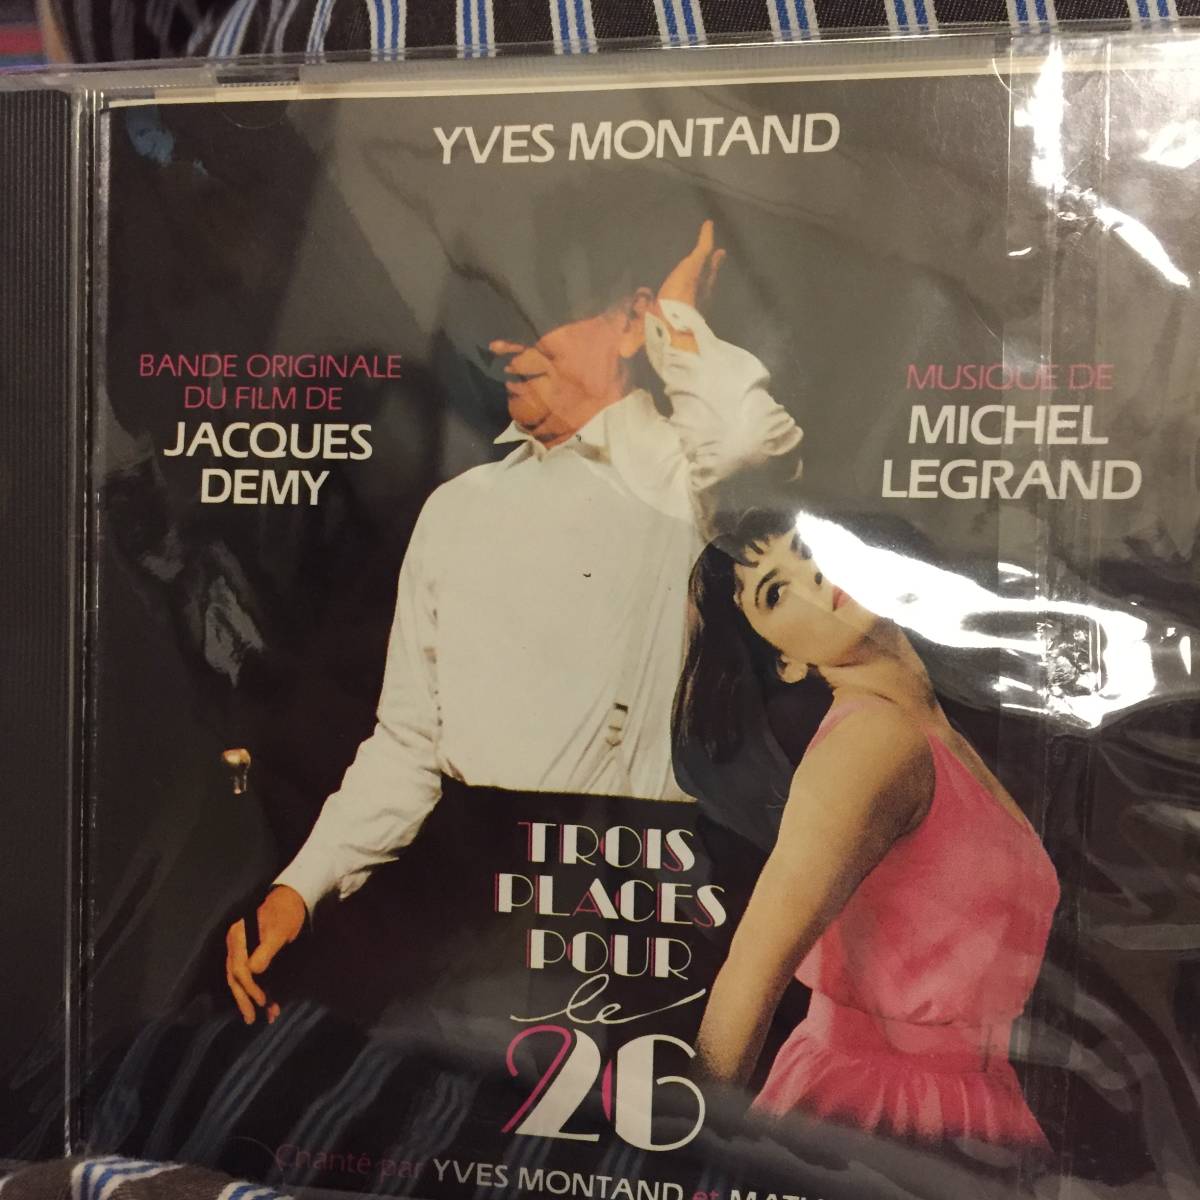 YVES MONTAND
BANDE ORIGINALE
DU FILM DE
JACQUES
DEMY
MUSIQUE DE
MICHEL
LEGRAND
TROIS
PLACES
POUR
le
26
Chanté par YVES MONTAND et